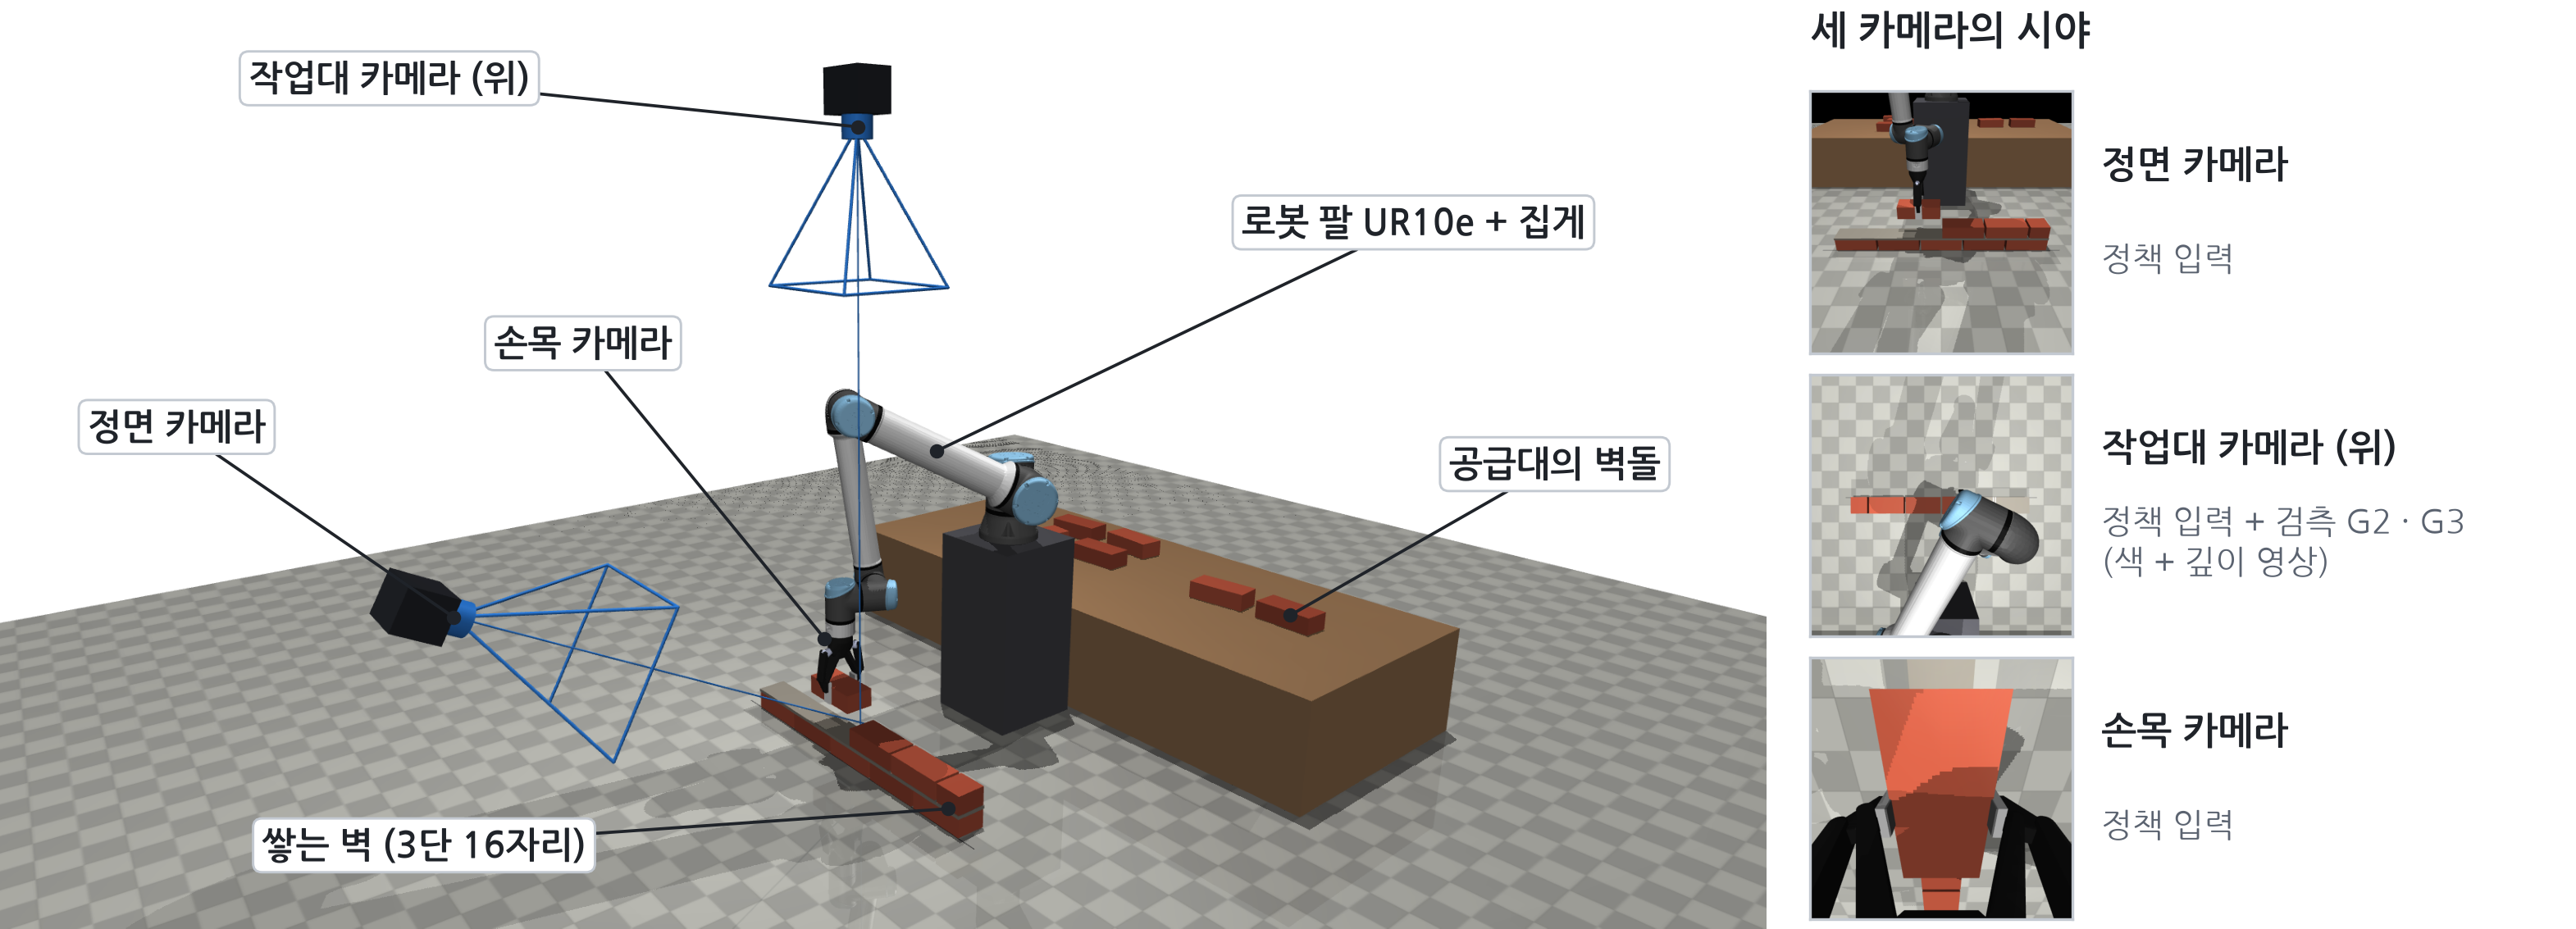 작업대 카메라 (위)
로봇 팔 UR10e + 집게
손목 카메라
정면 카메라
공급대의 벽돌
쌓는 벽 (3단 16자리)
세 카메라의 시야
정면 카메라
정책 입력
작업대 카메라 (위)
정책 입력 + 검측 G2 · G3
(색 + 깊이 영상)
손목 카메라
정책 입력